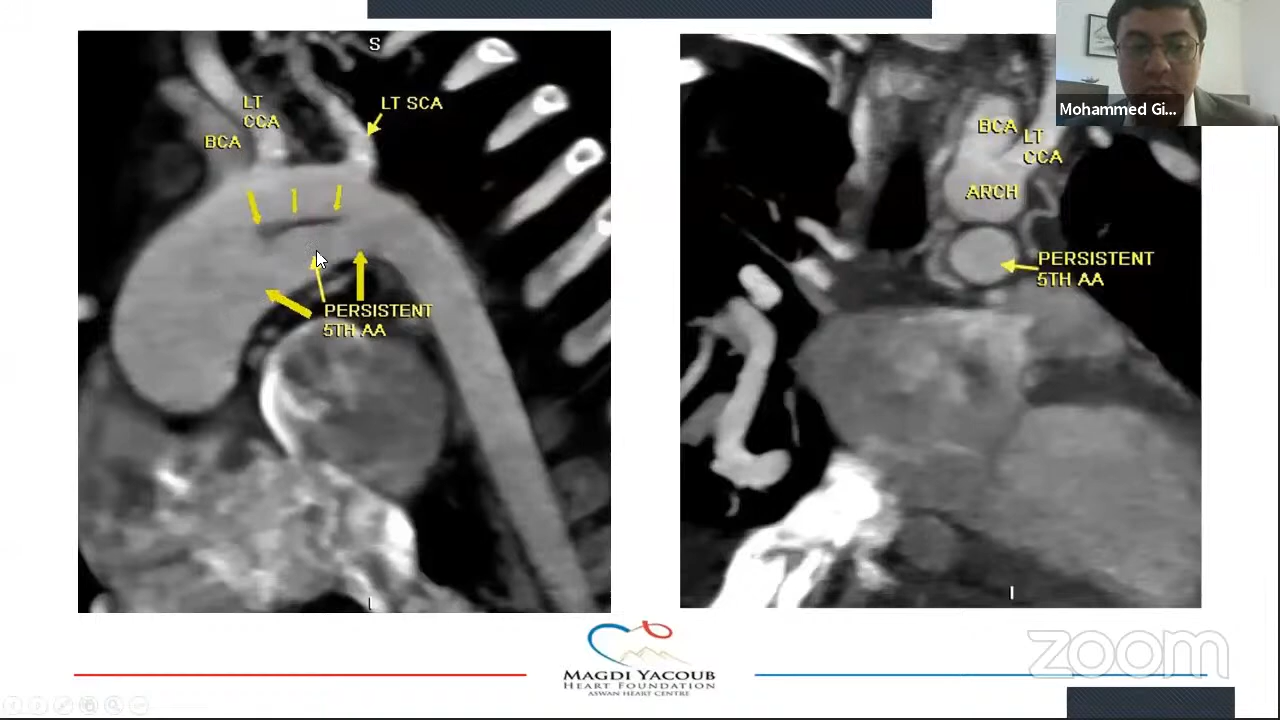 S
LT
CCA
BCA
LT SCA
PERSISTENT
5TH AA
I
BCA
LT
CCA
ARCH
PERSISTENT
5TH AA
I
Mohammed Gi...
MAGDI YACOUB
HEART FOUNDATION
ASWAN HEART CENTRE
zoom